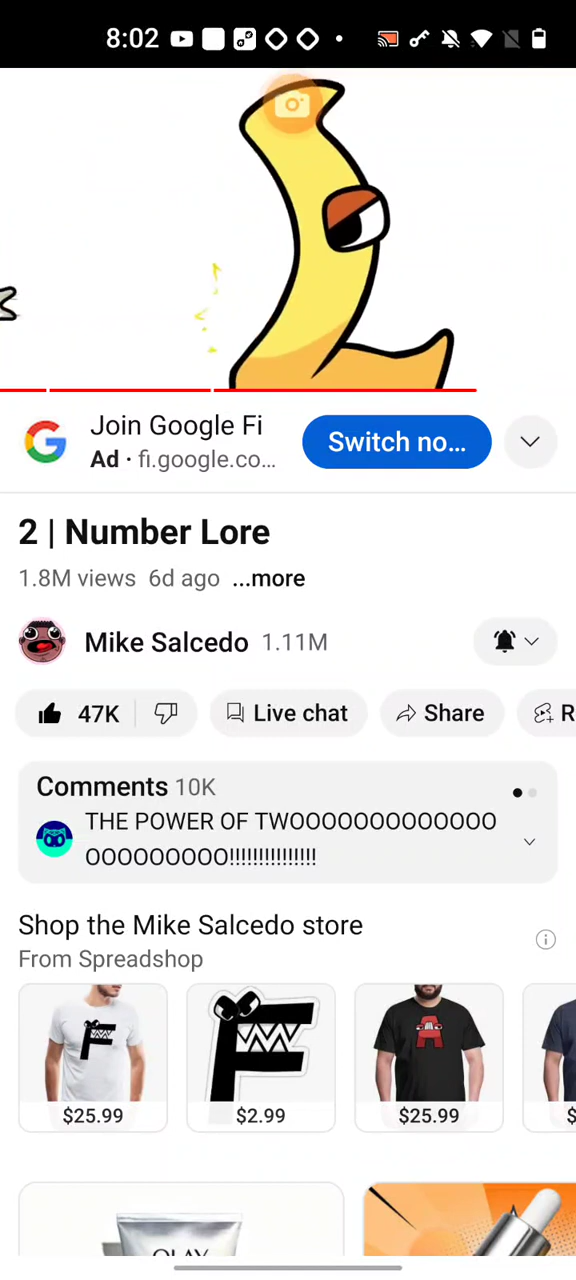 8:02
Join Google Fi
Switch no...
Ad · fi.google.co...
2 | Number Lore
1.8M views 6d ago ...more
Mike Salcedo 1.11M
47K
Live chat
Share
R
Comments 10K
THE POWER OF TWOOOOOOOOOOOOO
OOOOOOOOO!!!!!!!!!!!!!!!
Shop the Mike Salcedo store
From Spreadshop
$25.99
$2.99
$25.99
$
OLAY